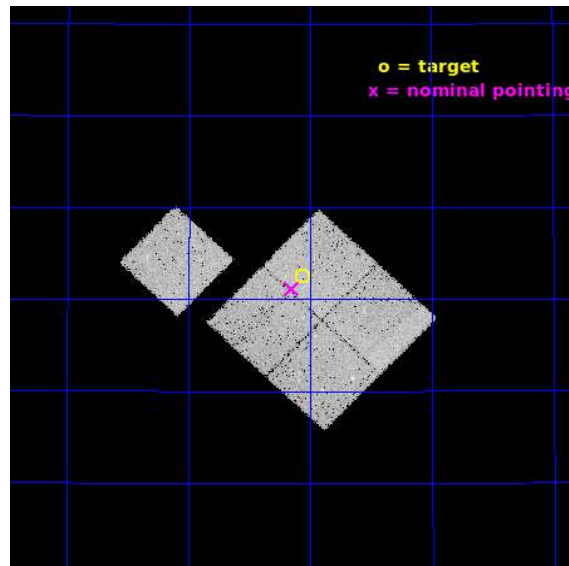 o = target
x = nominal pointing